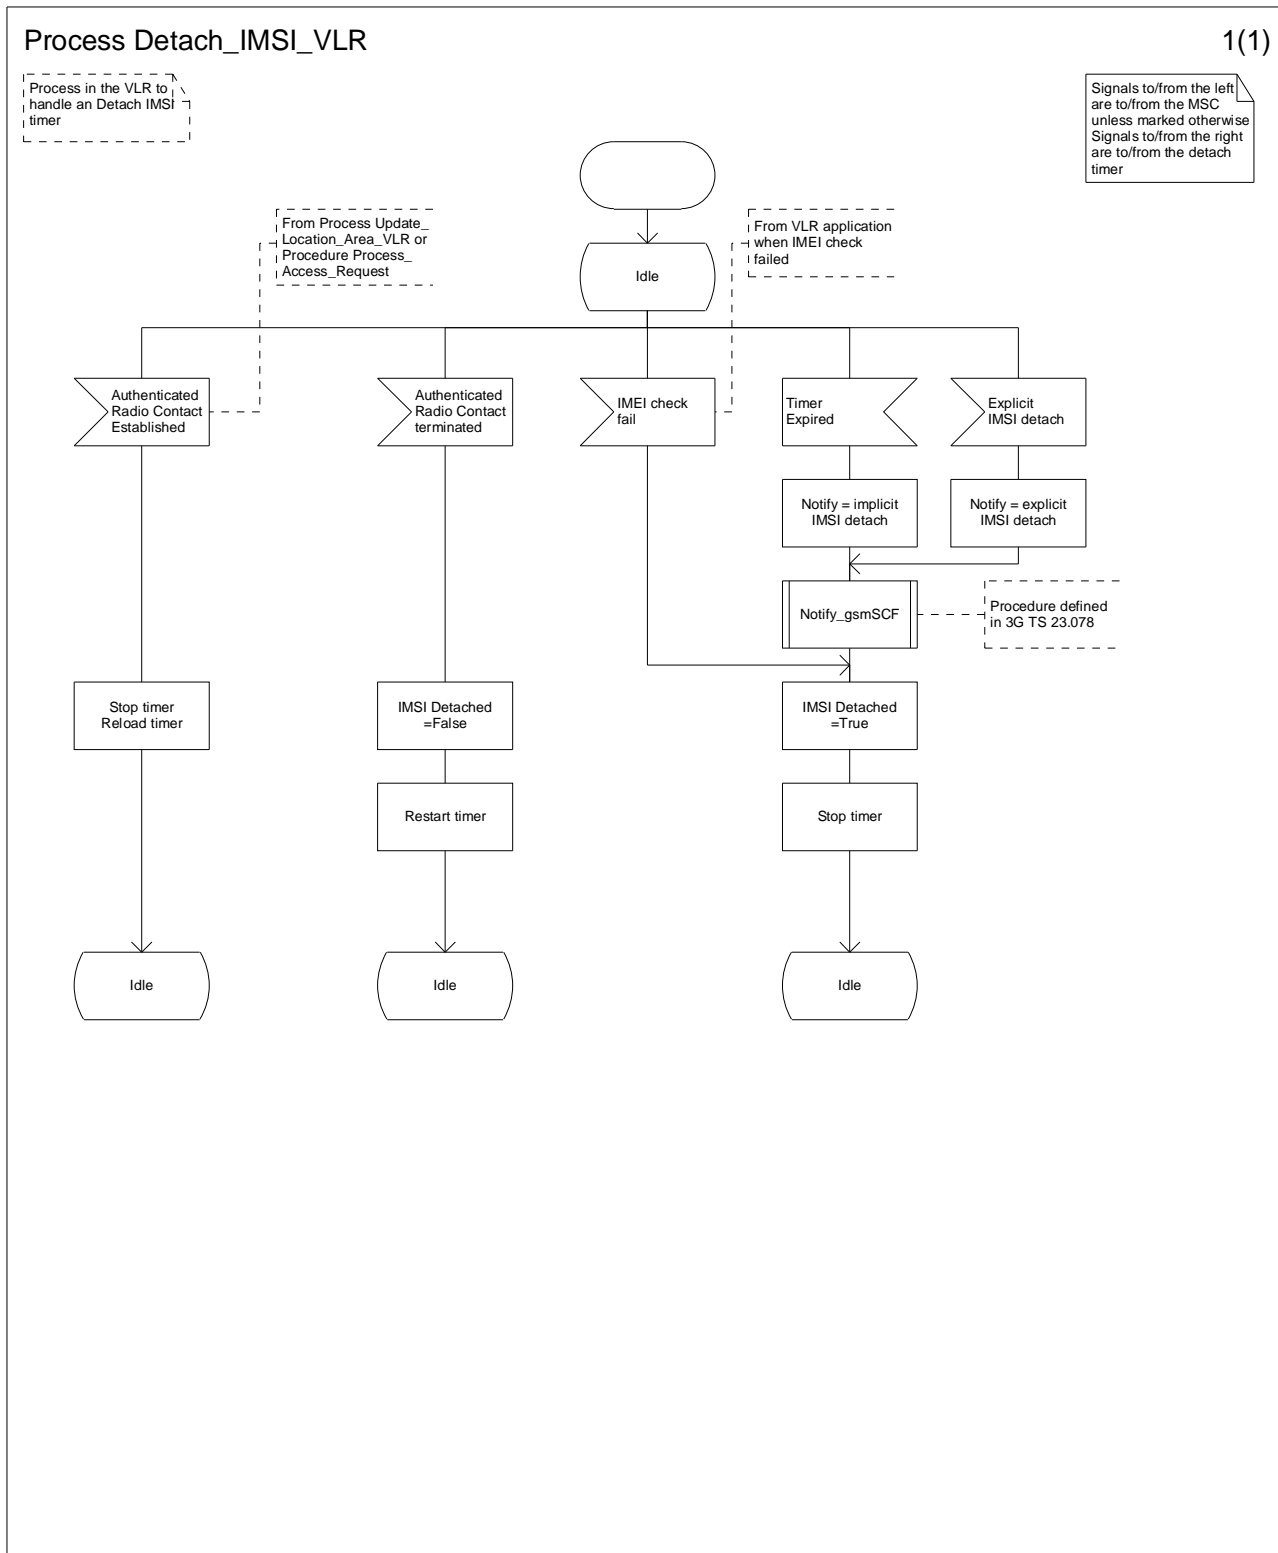 Process Detach_IMSI_VLR
1(1)
Process in the VLR to
handle an Detach IMSI
timer
Signals to/from the left
are to/from the MSC
unless marked otherwise
Signals to/from the right
are to/from the detach
timer
From Process Update_
Location_Area_VLR or
Procedure Process_
Access_Request
From VLR application
when IMEI check
failed
Idle
Authenticated
Radio Contact
Established
Authenticated
Radio Contact
terminated
IMEI check
fail
Timer
Expired
Explicit
IMSI detach
Notify = implicit
IMSI detach
Notify = explicit
IMSI detach
Notify_gsmSCF
Procedure defined
in 3G TS 23.078
Stop timer
Reload timer
IMSI Detached
=False
IMSI Detached
=True
Restart timer
Stop timer
Idle
Idle
Idle